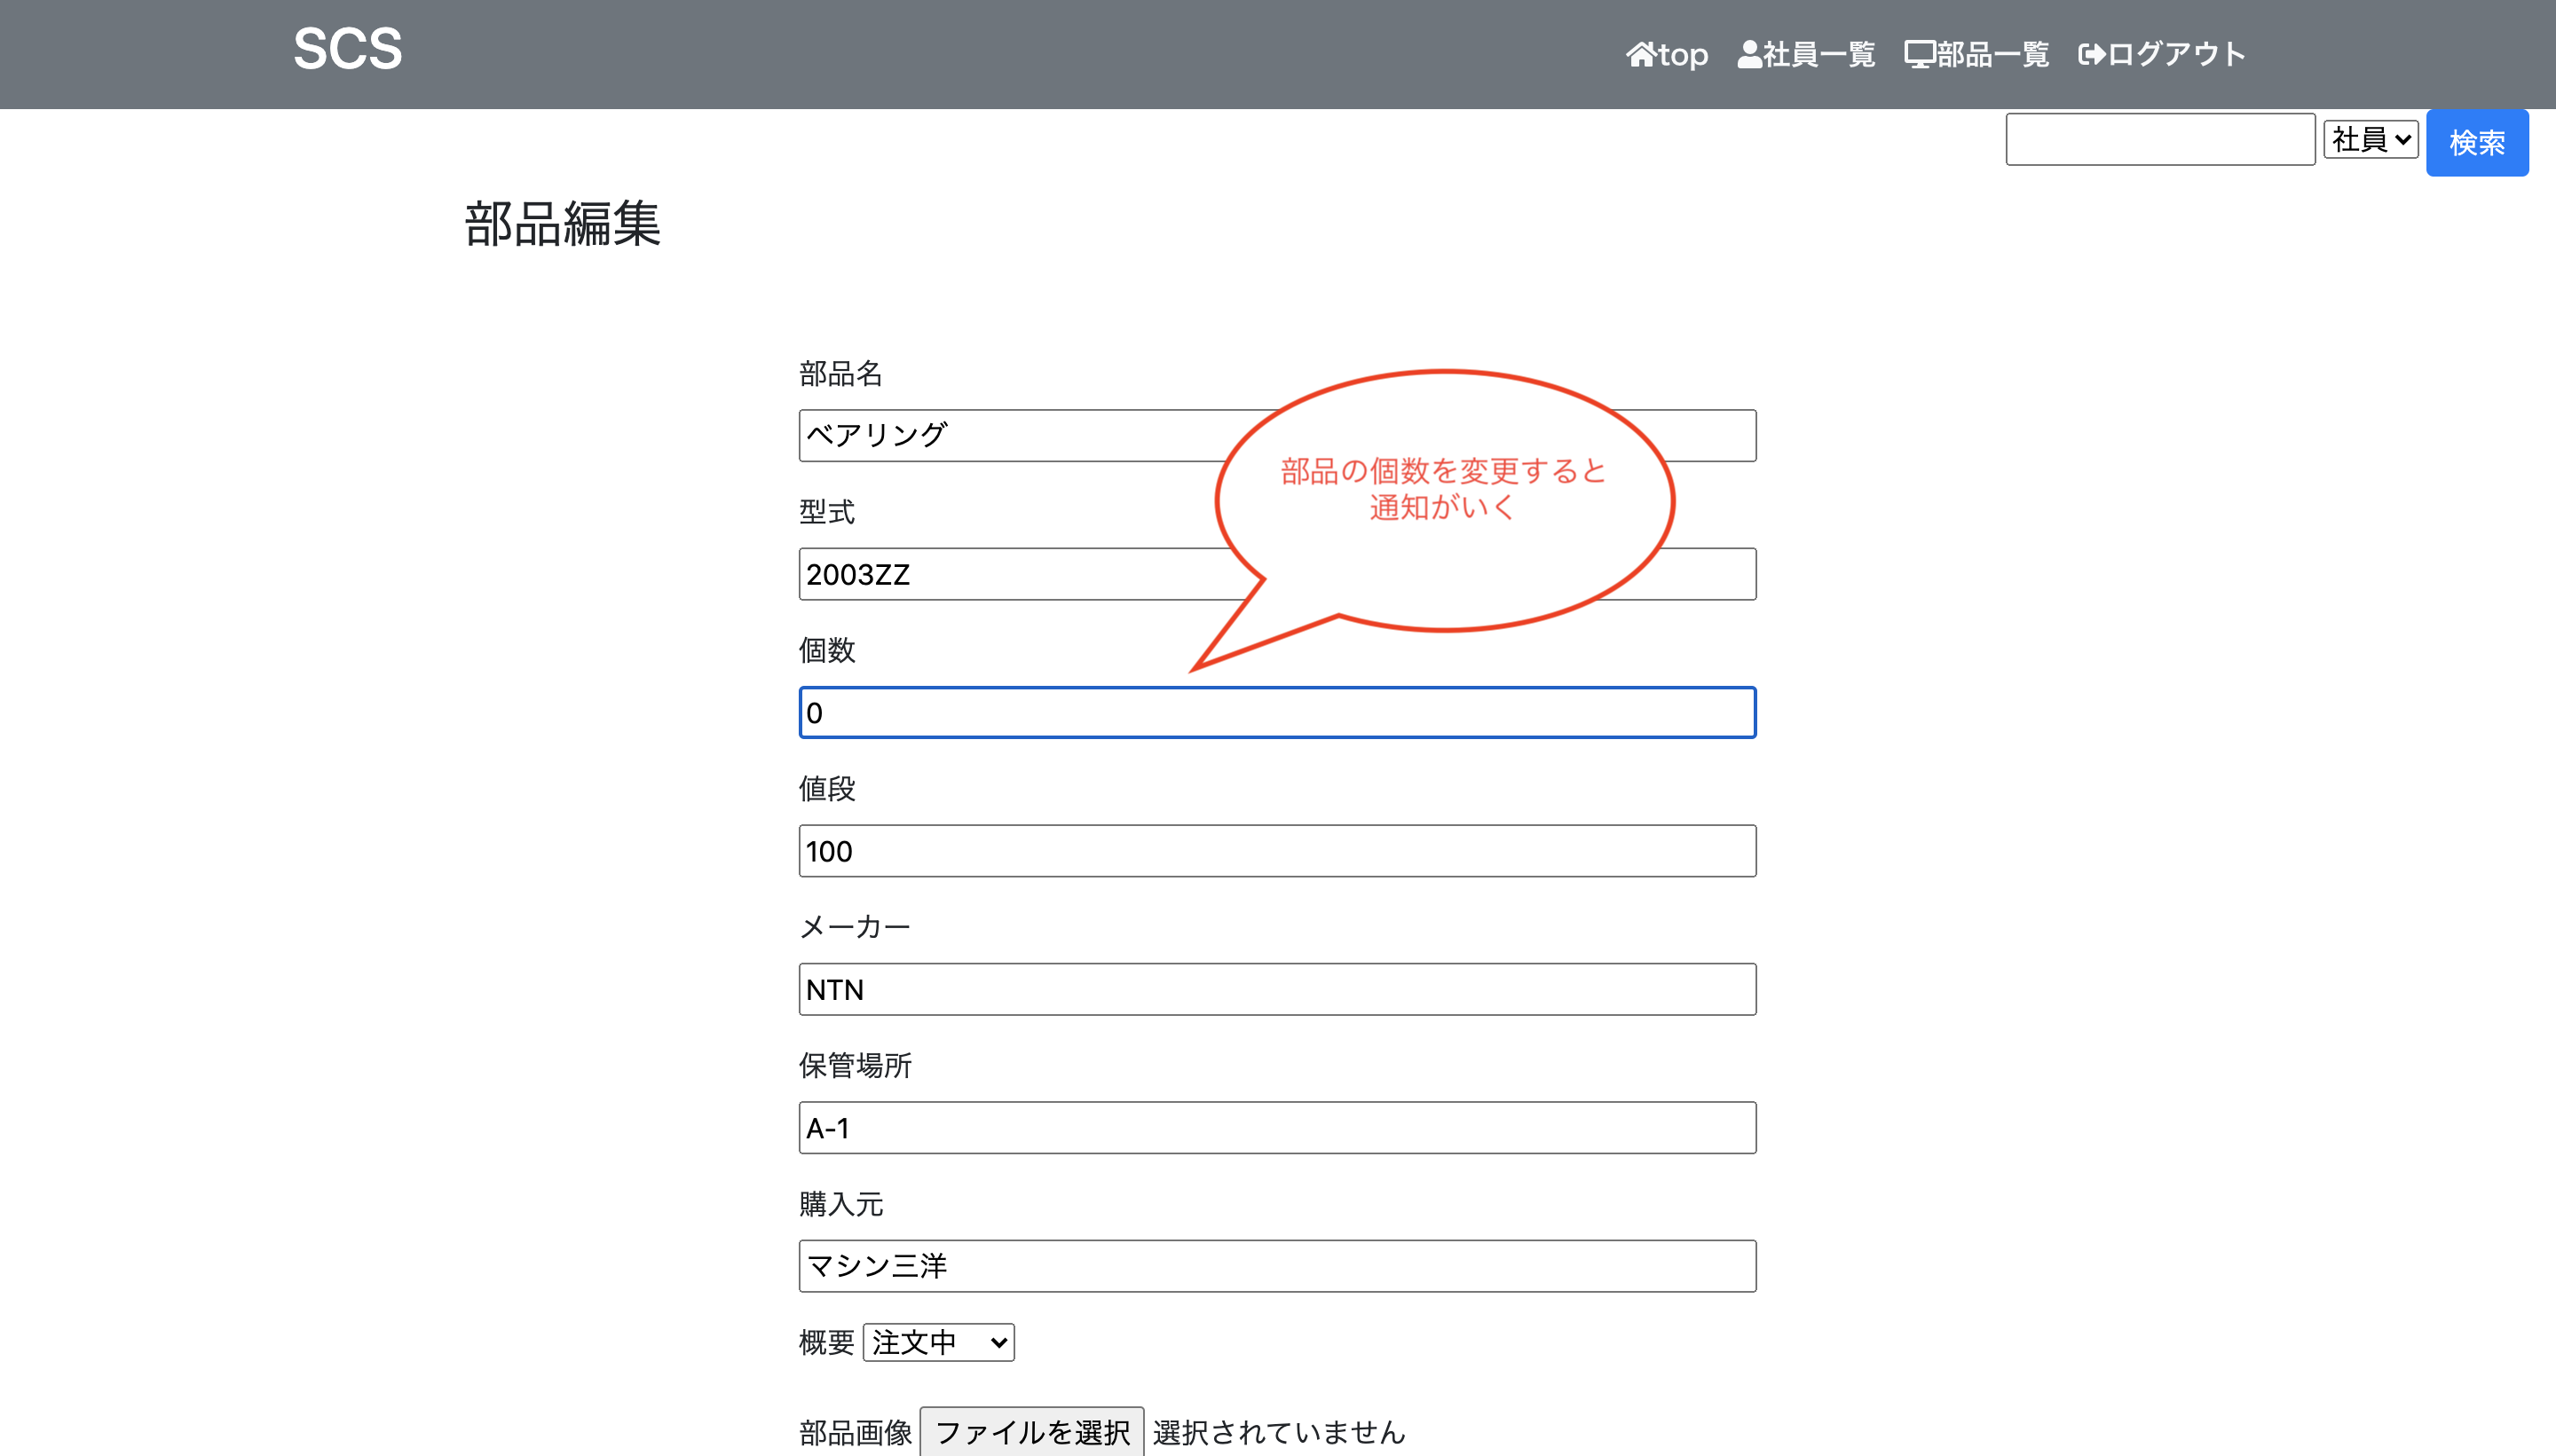 SCS
top 社員一覧 部品一覧 ログアウト
社員 検索
部品編集
部品名
ベアリング
部品の個数を変更すると
通知がいく
型式
2003ZZ
個数
0
値段
100
メーカー
NTN
保管場所
A-1
購入元
マシン三洋
概要 注文中
部品画像 ファイルを選択 選択されていません